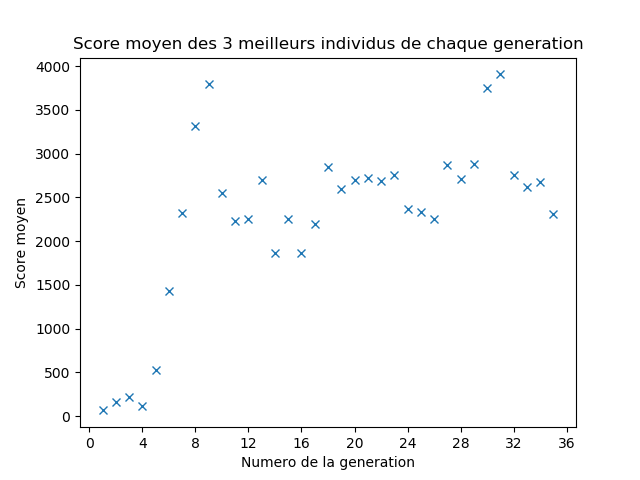 Score moyen des 3 meilleurs individus de chaque generation
4000
3500
3000
2500
2000
1500
1000
500
0
Score moyen
0 4 8 12 16 20 24 28 32 36
Numero de la generation